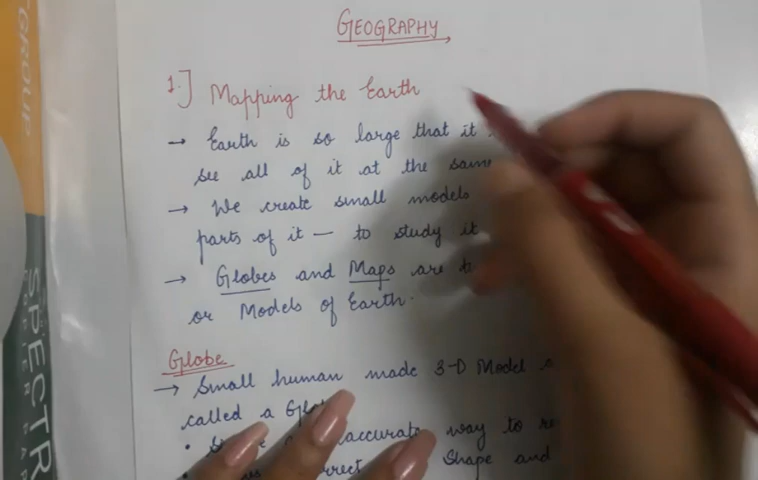 GEOGRAPHY
1.] Mapping the Earth
→ Earth is so large that it
see all of it at the same
→ We create small models
parts of it — to study it
→ Globes and Maps are
or Models of Earth.
Globe
→ Small human made 3-D Model
called a
accurate way to
Shape and
GROUP
SPECTR